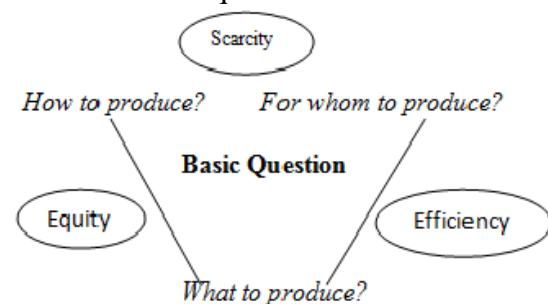 Scarcity
How to produce? For whom to produce?
Basic Question
Equity Efficiency
What to produce?